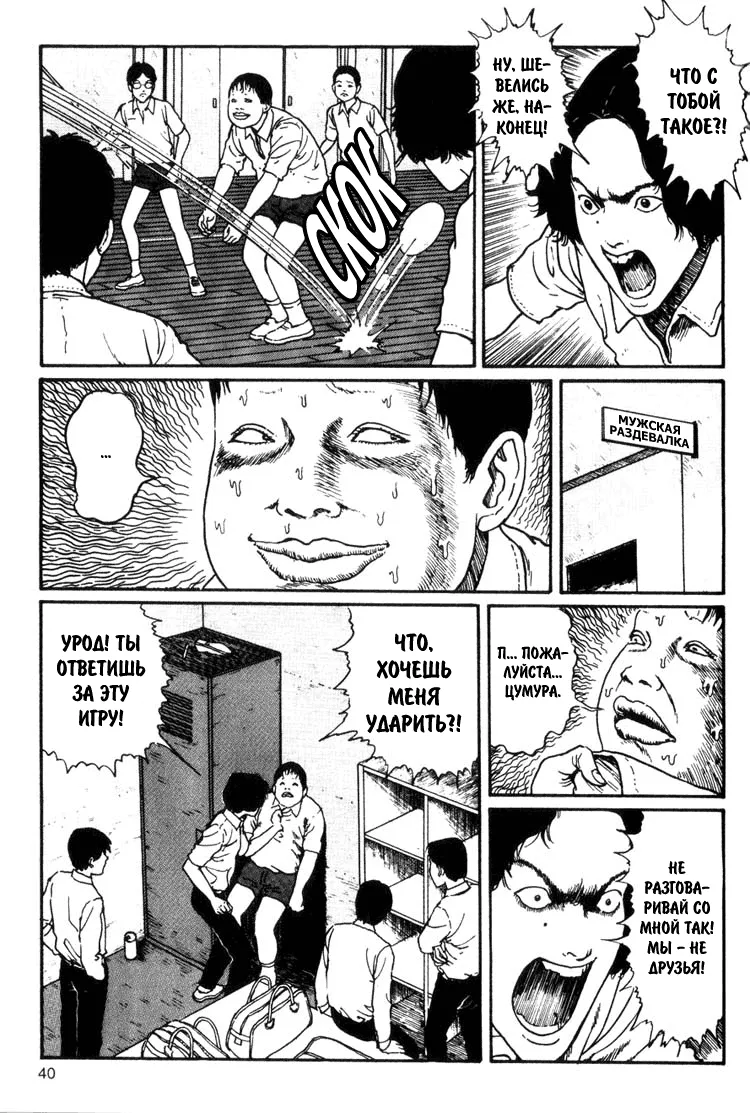 СКОК
НУ, ШЕ-
ВЕЛИСЬ
ЖЕ, НА-
КОНЕЦ!
ЧТО С
ТОБОЙ
ТАКОЕ?!
...
МУЖСКАЯ
РАЗДЕВАЛКА
УРОД! ТЫ
ОТВЕТИШЬ
ЗА ЭТУ
ИГРУ!
ЧТО,
ХОЧЕШЬ
МЕНЯ
УДАРИТЬ?!
П... ПОЖА-
ЛУЙСТА...
ЦУМУРА.
НЕ
РАЗГОВА-
РИВАЙ СО
МНОЙ ТАК!
МЫ - НЕ
ДРУЗЬЯ!
40